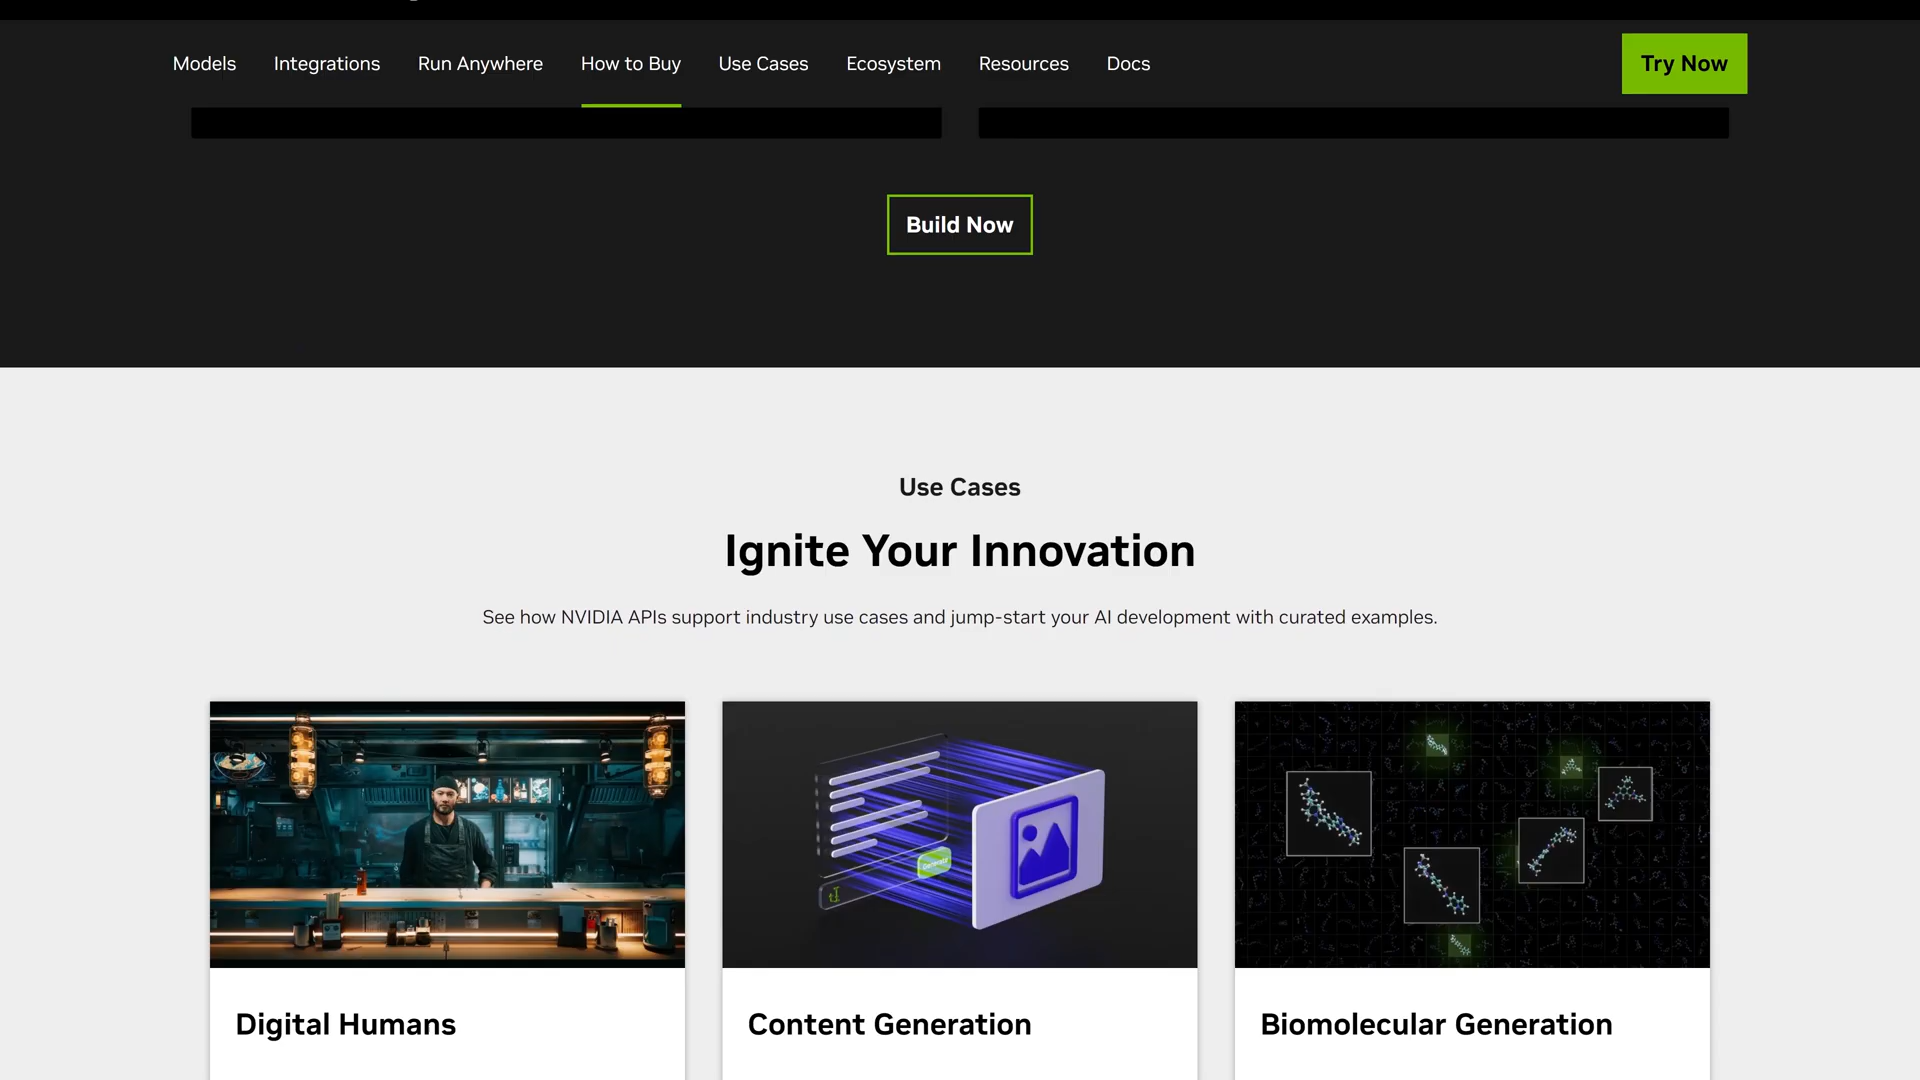 Models
Integrations
Run Anywhere
How to Buy
Use Cases
Ecosystem
Resources
Docs
Try Now
Build Now
Use Cases
Ignite Your Innovation
See how NVIDIA APIs support industry use cases and jump-start your AI development with curated examples.
Generate
Digital Humans
Content Generation
Biomolecular Generation